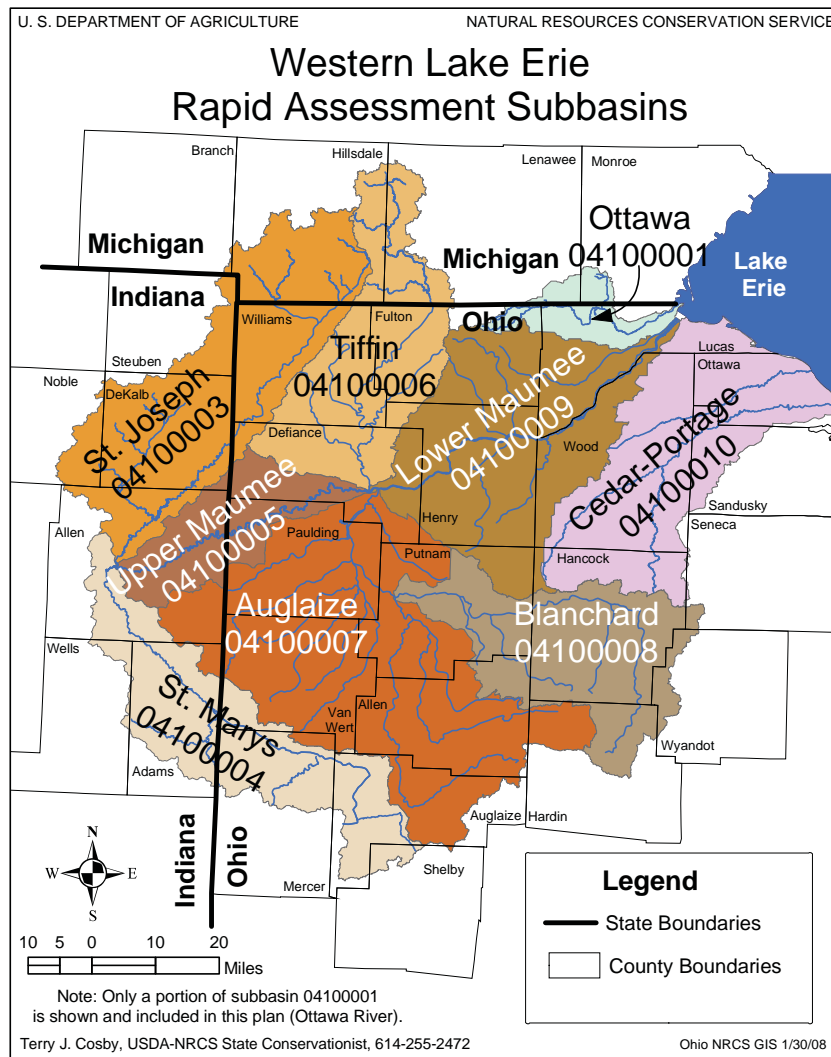 U. S. DEPARTMENT OF AGRICULTURE
NATURAL RESOURCES CONSERVATION SERVICE
Western Lake Erie
Rapid Assessment Subbasins
Branch
Hillsdale
Lenawee
Monroe
Michigan
Indiana
Michigan
Ottawa
04100001
Lake
Erie
Williams
Fulton
Ohio
Lucas
Ottawa
Steuben
Noble
DeKalb
St. Joseph
04100003
Tiffin
04100006
Defiance
Lower Maumee
04100009
Wood
Cedar-Portage
04100010
Sandusky
Seneca
Allen
Upper Maumee
04100005
Paulding
Henry
Putnam
Hancock
Auglaize
04100007
Blanchard
04100008
Wells
St. Marys
04100004
Van
Wert
Allen
Wyandot
Adams
Auglaize
Hardin
Indiana
Ohio
Mercer
Shelby
N
W
E
S
10 5 0 10 20
Miles
Legend
State Boundaries
County Boundaries
Note: Only a portion of subbasin 04100001
is shown and included in this plan (Ottawa River).
Terry J. Cosby, USDA-NRCS State Conservationist, 614-255-2472
Ohio NRCS GIS 1/30/08